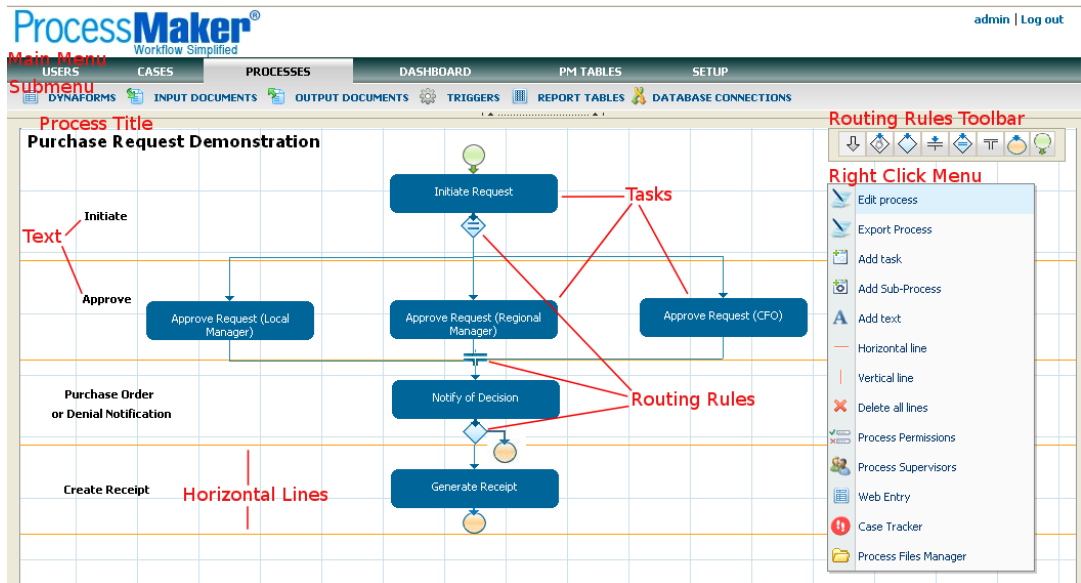 ProcessMaker®
Workflow Simplified
admin | Log out
Main Menu
USERS CASES PROCESSES DASHBOARD PM TABLES SETUP
Submenu
DYNAFORMS INPUT DOCUMENTS OUTPUT DOCUMENTS TRIGGERS REPORT TABLES DATABASE CONNECTIONS
Process Title
Purchase Request Demonstration
Routing Rules Toolbar
Right Click Menu
Edit process
Export Process
Add task
Add Sub-Process
Add text
Horizontal line
Vertical line
Delete all lines
Process Permissions
Process Supervisors
Web Entry
Case Tracker
Process Files Manager
Initiate Request
Tasks
Initiate
Text
Approve
Approve Request (Local
Manager)
Approve Request (Regional
Manager)
Approve Request (CFO)
Purchase Order
or Denial Notification
Notify of Decision
Routing Rules
Create Receipt
Horizontal Lines
Generate Receipt